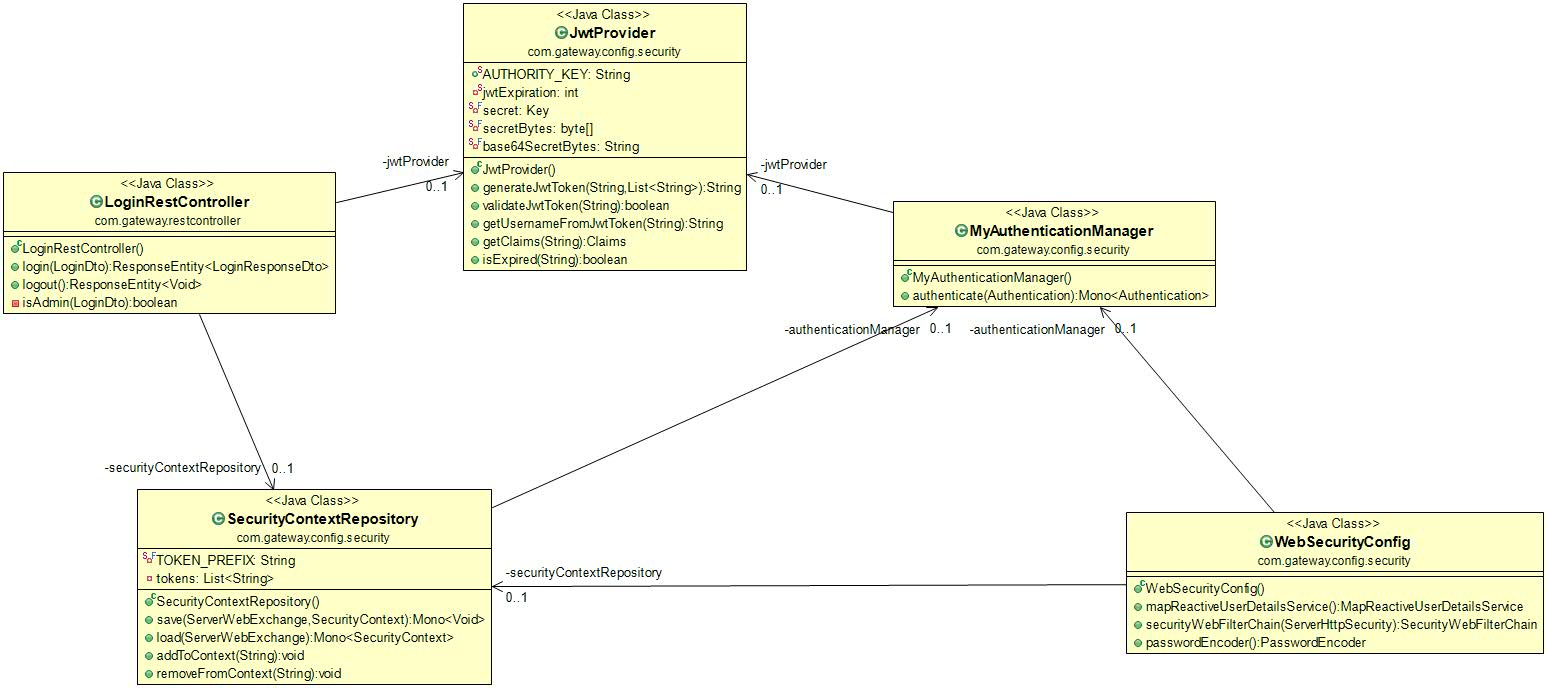 <<Java Class>>
JwtProvider
com.gateway.config.security
AUTHORITY_KEY: String
jwtExpiration: int
secret: Key
secretBytes: byte[]
base64SecretBytes: String
JwtProvider()
generateJwtToken(String,List<String>):String
validateJwtToken(String):boolean
getUsernameFromJwtToken(String):String
getClaims(String):Claims
isExpired(String):boolean
-jwtProvider
0..1
-jwtProvider
0..1
<<Java Class>>
LoginRestController
com.gateway.restcontroller
LoginRestController()
login(LoginDto):ResponseEntity<LoginResponseDto>
logout():ResponseEntity<Void>
isAdmin(LoginDto):boolean
<<Java Class>>
MyAuthenticationManager
com.gateway.config.security
MyAuthenticationManager()
authenticate(Authentication):Mono<Authentication>
-authenticationManager 0..1
-authenticationManager 0..1
-securityContextRepository 0..1
<<Java Class>>
SecurityContextRepository
com.gateway.config.security
TOKEN_PREFIX: String
tokens: List<String>
SecurityContextRepository()
save(ServerWebExchange,SecurityContext):Mono<Void>
load(ServerWebExchange):Mono<SecurityContext>
addToContext(String):void
removeFromContext(String):void
-securityContextRepository
0..1
<<Java Class>>
WebSecurityConfig
com.gateway.config.security
WebSecurityConfig()
mapReactiveUserDetailsService():MapReactiveUserDetailsService
securityWebFilterChain(ServerHttpSecurity):SecurityWebFilterChain
passwordEncoder():PasswordEncoder